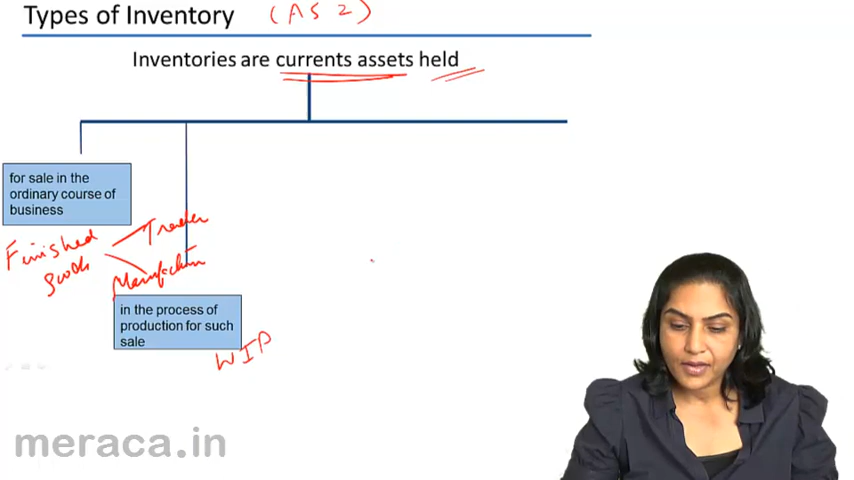 Types of Inventory (AS 2)
Inventories are currents assets held
for sale in the
ordinary course of
business
Finished
goods
Trader
Manufacturer
in the process of
production for such
sale
WIP
meraca.in